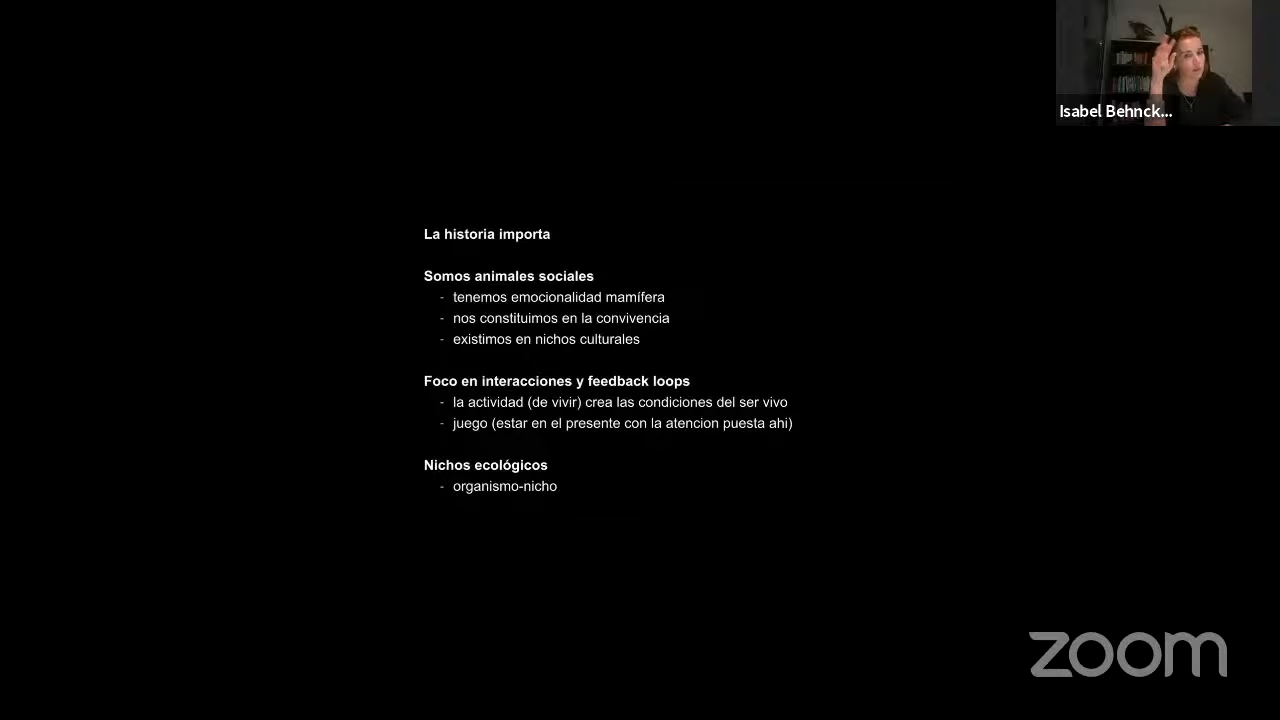 Isabel Behnck...
La historia importa
Somos animales sociales
- tenemos emocionalidad mamífera
- nos constituimos en la convivencia
- existimos en nichos culturales
Foco en interacciones y feedback loops
- la actividad (de vivir) crea las condiciones del ser vivo
- juego (estar en el presente con la atencion puesta ahi)
Nichos ecológicos
- organismo-nicho
zoom